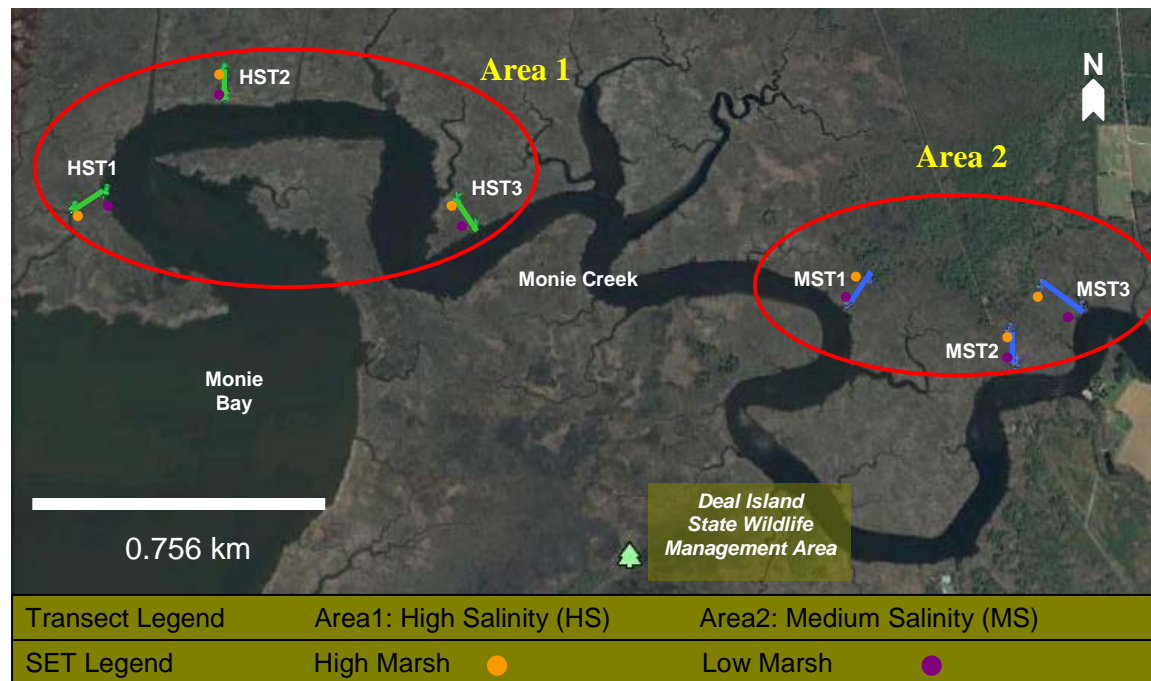 Area 1
N
HST2
HST1
HST3
Area 2
Monie Creek
MST1
MST3
MST2
Monie
Bay
Deal Island
State Wildlife
Management Area
0.756 km
Transect Legend Area1: High Salinity (HS) Area2: Medium Salinity (MS)
SET Legend High Marsh Low Marsh